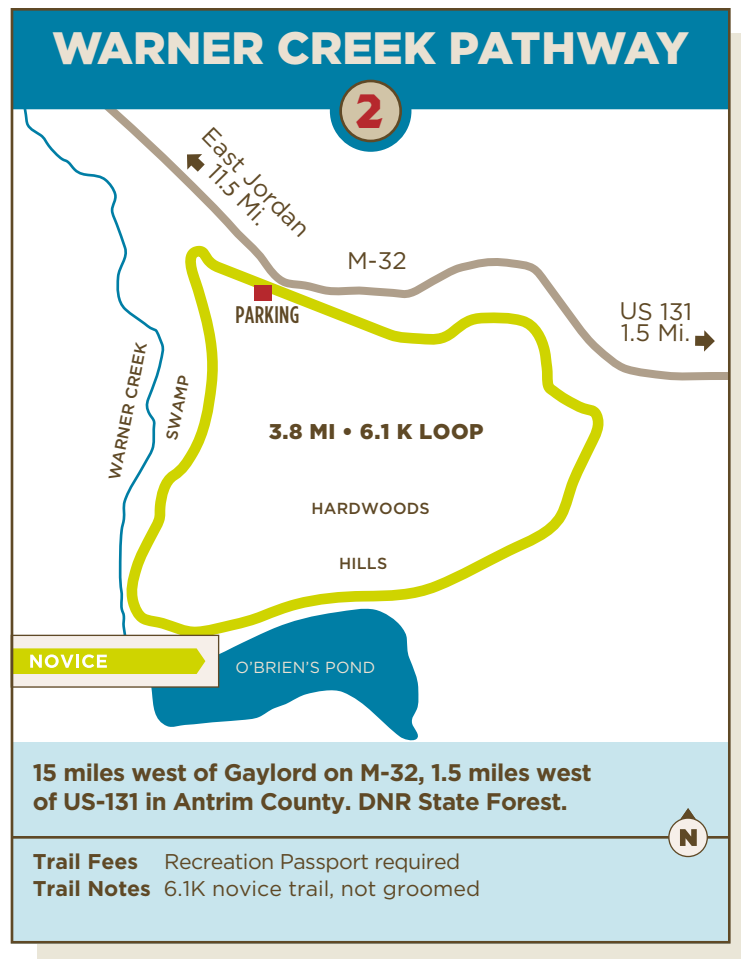 WARNER CREEK PATHWAY
2
East Jordan
11.5 Mi.
M-32
US 131
1.5 Mi.
PARKING
WARNER CREEK
SWAMP
3.8 MI • 6.1 K LOOP
HARDWOODS
HILLS
NOVICE
O'BRIEN'S POND
15 miles west of Gaylord on M-32, 1.5 miles west
of US-131 in Antrim County. DNR State Forest.
N
Trail Fees Recreation Passport required
Trail Notes 6.1K novice trail, not groomed